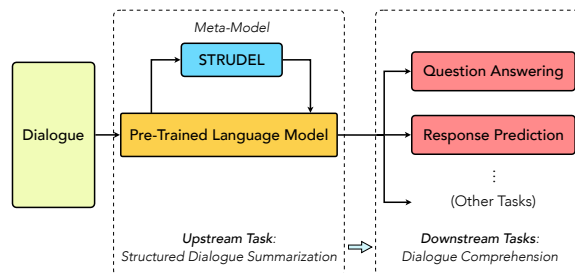 Meta-Model
STRUDEL
Dialogue
Pre-Trained Language Model
Question Answering
Response Prediction
⋮
(Other Tasks)
Upstream Task:
Structured Dialogue Summarization
Downstream Tasks:
Dialogue Comprehension